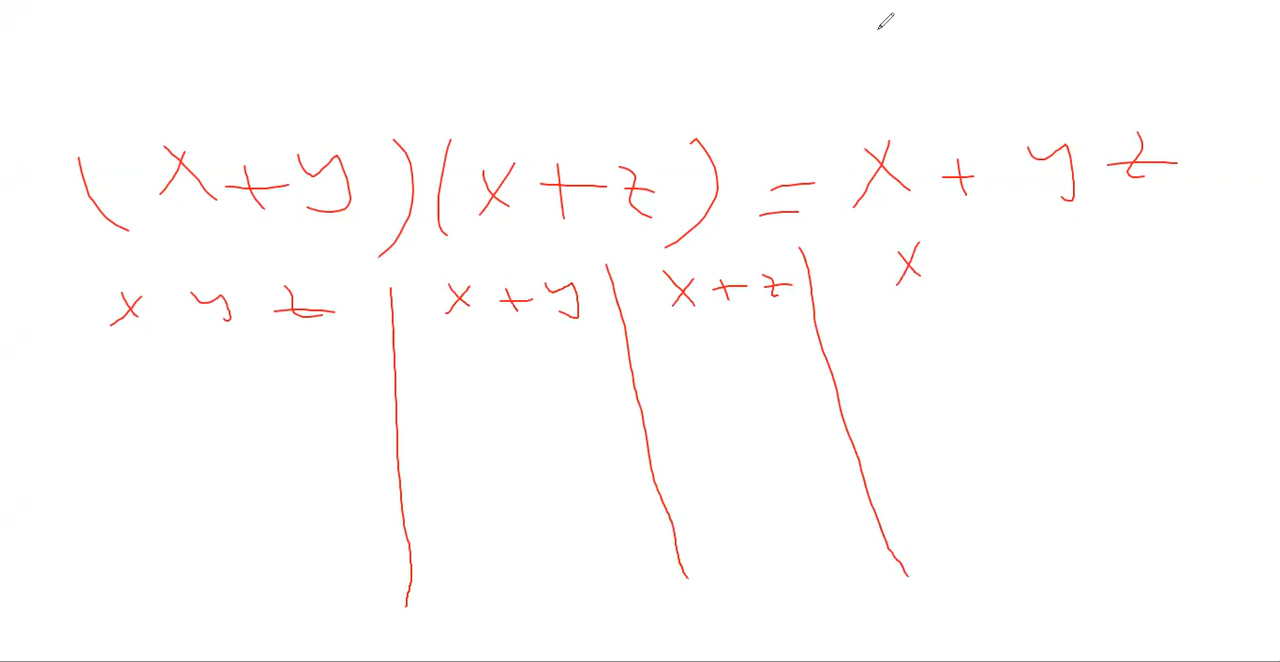 (x+y)(x+z) = x + yz
x y z | x+y | x+z | x